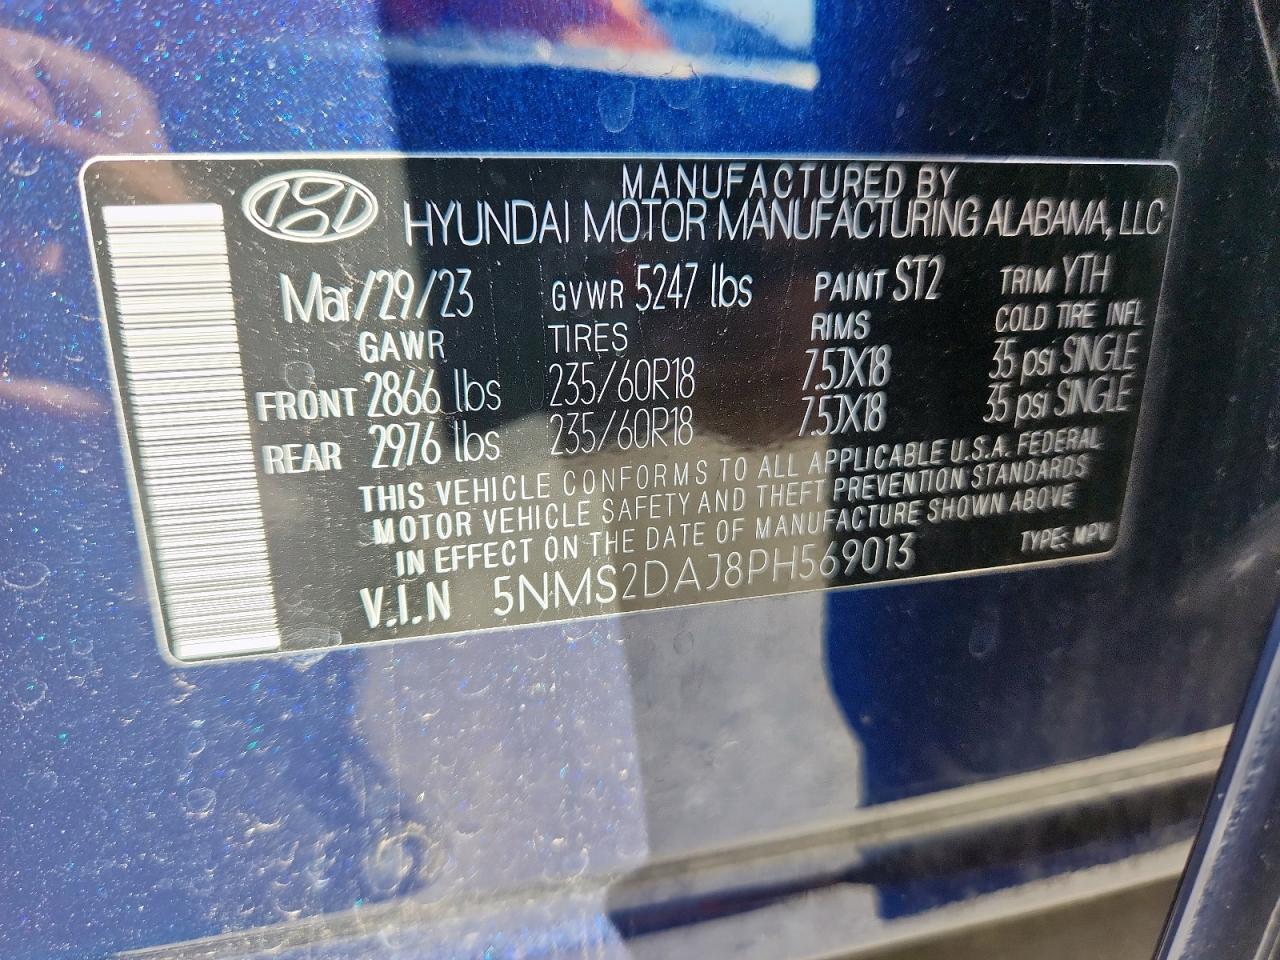 MANUFACTURED BY
HYUNDAI MOTOR MANUFACTURING ALABAMA, LLC
Mar/29/23 GVWR 5247 lbs PAINT ST2 TRIM YTH
GAWR TIRES RIMS COLD TIRE INFL
FRONT 2866 lbs 235/60R18 7.5JX18 35 psi SINGLE
REAR 2976 lbs 235/60R18 7.5JX18 35 psi SINGLE
THIS VEHICLE CONFORMS TO ALL APPLICABLE U.S.A. FEDERAL
MOTOR VEHICLE SAFETY AND THEFT PREVENTION STANDARDS
IN EFFECT ON THE DATE OF MANUFACTURE SHOWN ABOVE
V.I.N 5NMS2DAJ8PH569013 TYPE: MPV